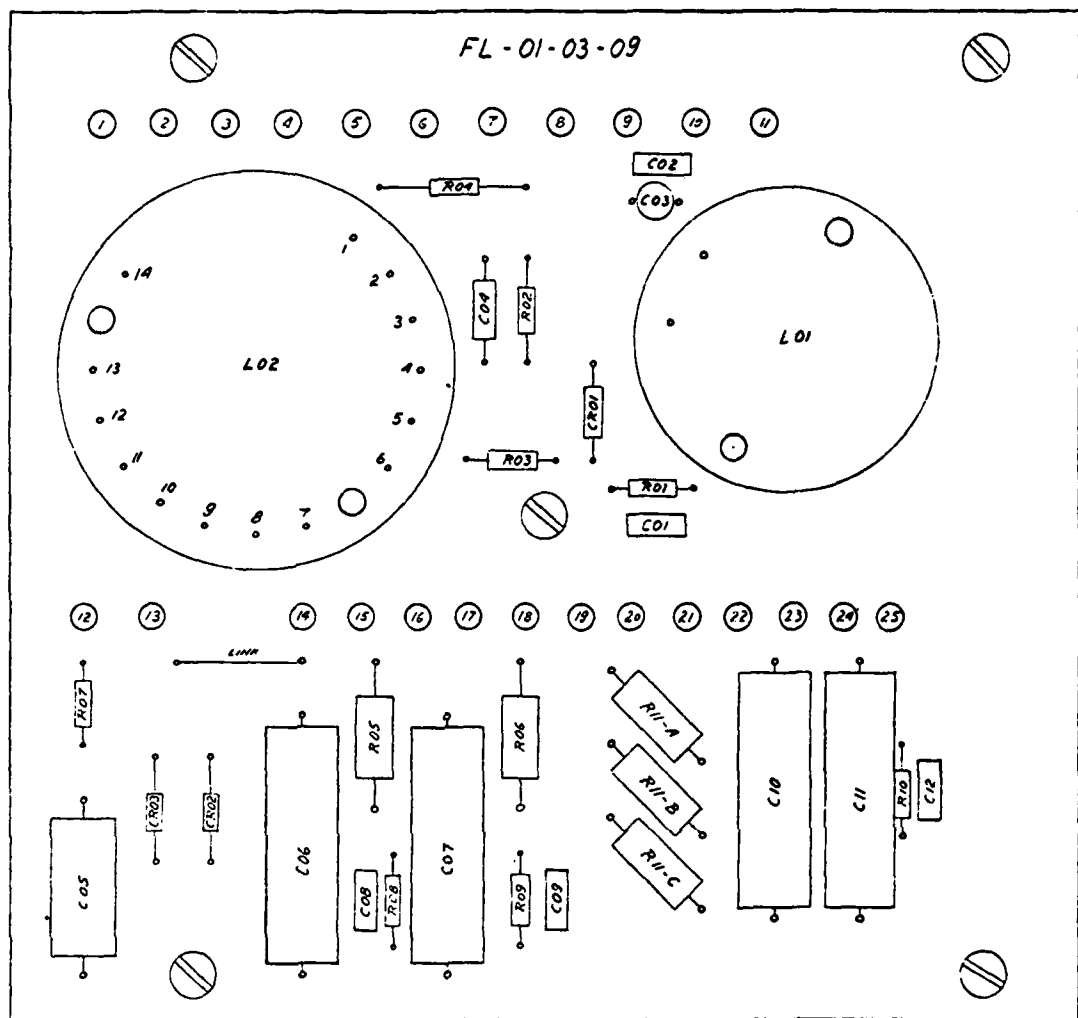 FL-01-03-09
1 2 3 4 5 6 7 8 9 10 11
C02
R04
C03
1
14 2
C04 R02
3
L02 L01
13 4
CR01
12 5
11 6
R03
10 R01
9 8 7
C01
12 13 14 15 16 17 18 19 20 21 22 23 24 25
LINK
R07
R05 R06 R11-A
CR03 CR02 R11-B C10 C11 R10 C12
C05 C06 C07 R11-C
C08 R08 R09 C09